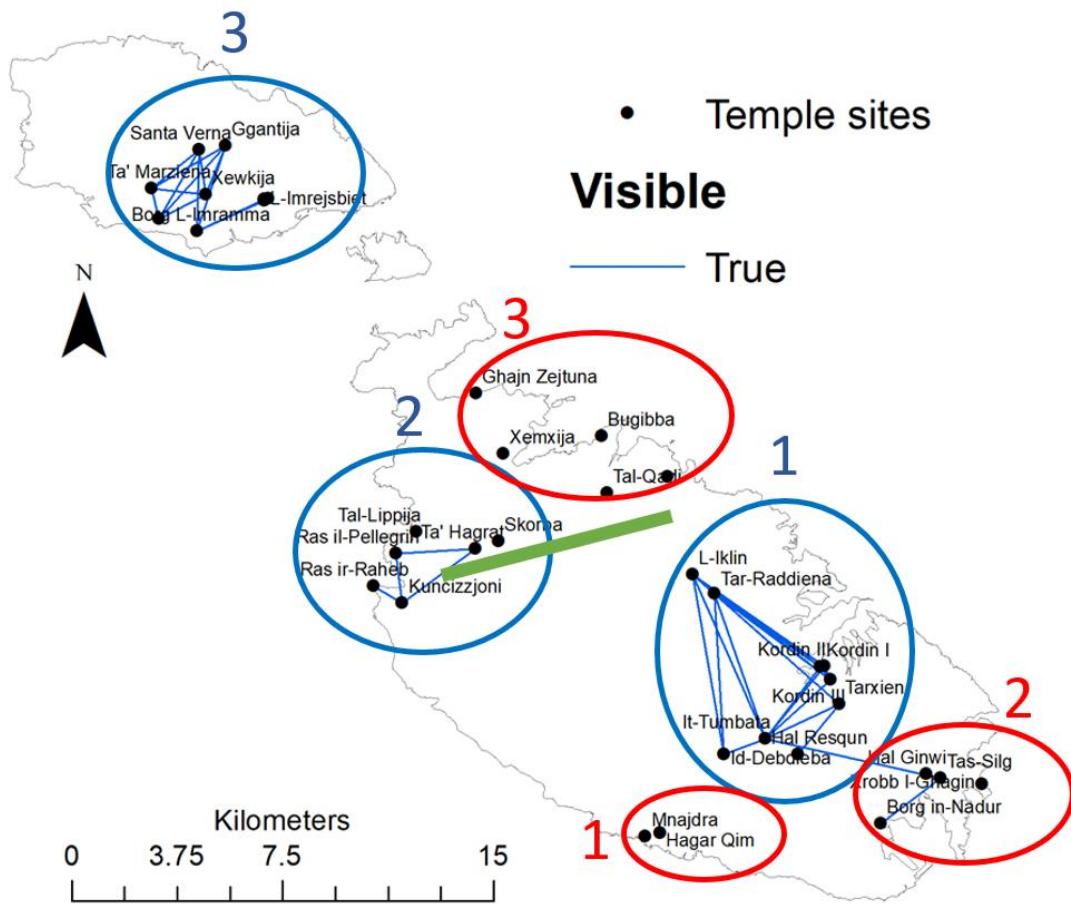 3
Santa Verna
Ggantija
Ta' Marziena
Xewkija
L-Imrejsbiet
Borg L-Imramma
Temple sites
Visible
True
N
3
Ghajn Zejtuna
Bugibba
Xemxija
Tal-Qadi
2
Tal-Lippija
Ta' Hagrat
Skorba
Ras il-Pellegrin
Ras ir-Raheb
Kuncizzjoni
1
L-Iklin
Tar-Raddiena
Kordin II
Kordin I
Tarxien
Kordin III
It-Tumbata
Hal Resqun
Id-Debdieba
2
Hal Ginwi
Tas-Silg
Xrobb l-Ghagin
Borg in-Nadur
1
Mnajdra
Hagar Qim
Kilometers
0 3.75 7.5 15